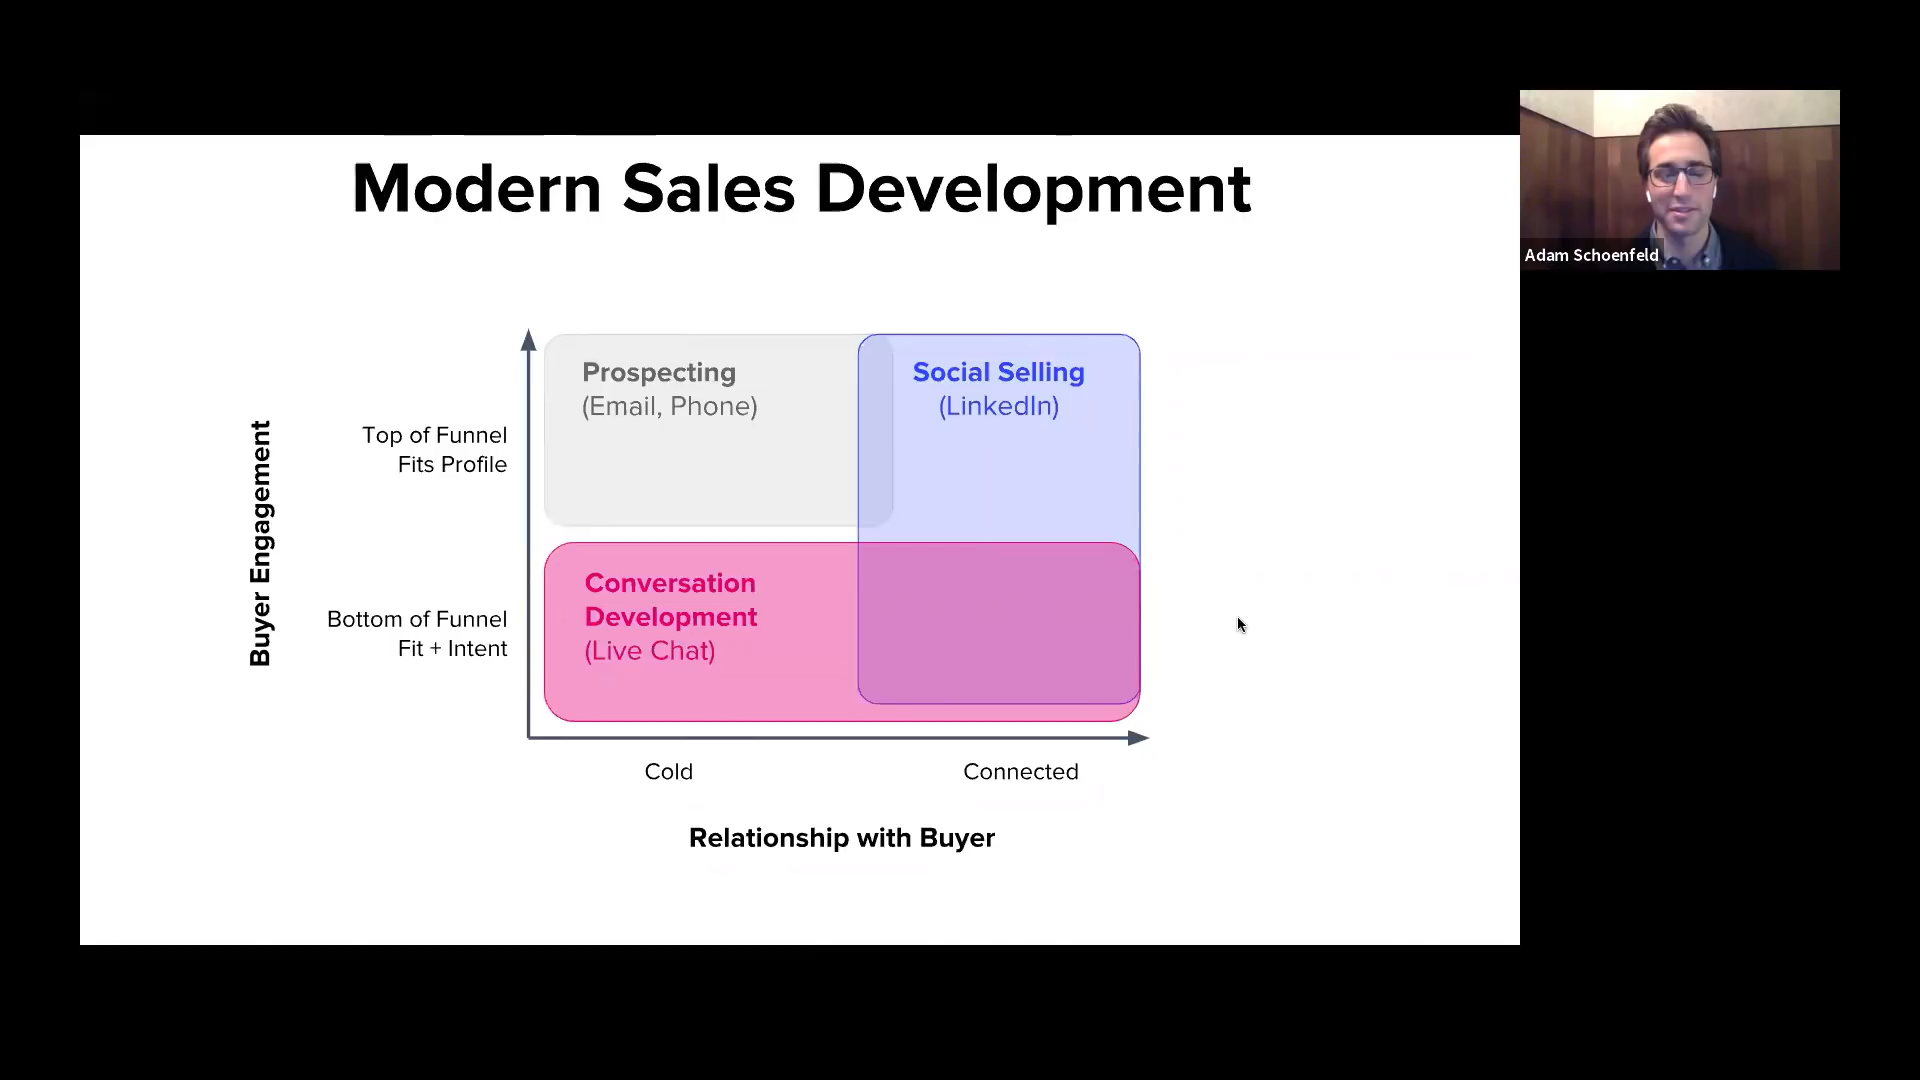 Modern Sales Development
Adam Schoenfeld
Prospecting
(Email, Phone)
Social Selling
(LinkedIn)
Buyer Engagement
Top of Funnel
Fits Profile
Conversation
Development
(Live Chat)
Bottom of Funnel
Fit + Intent
Cold
Connected
Relationship with Buyer